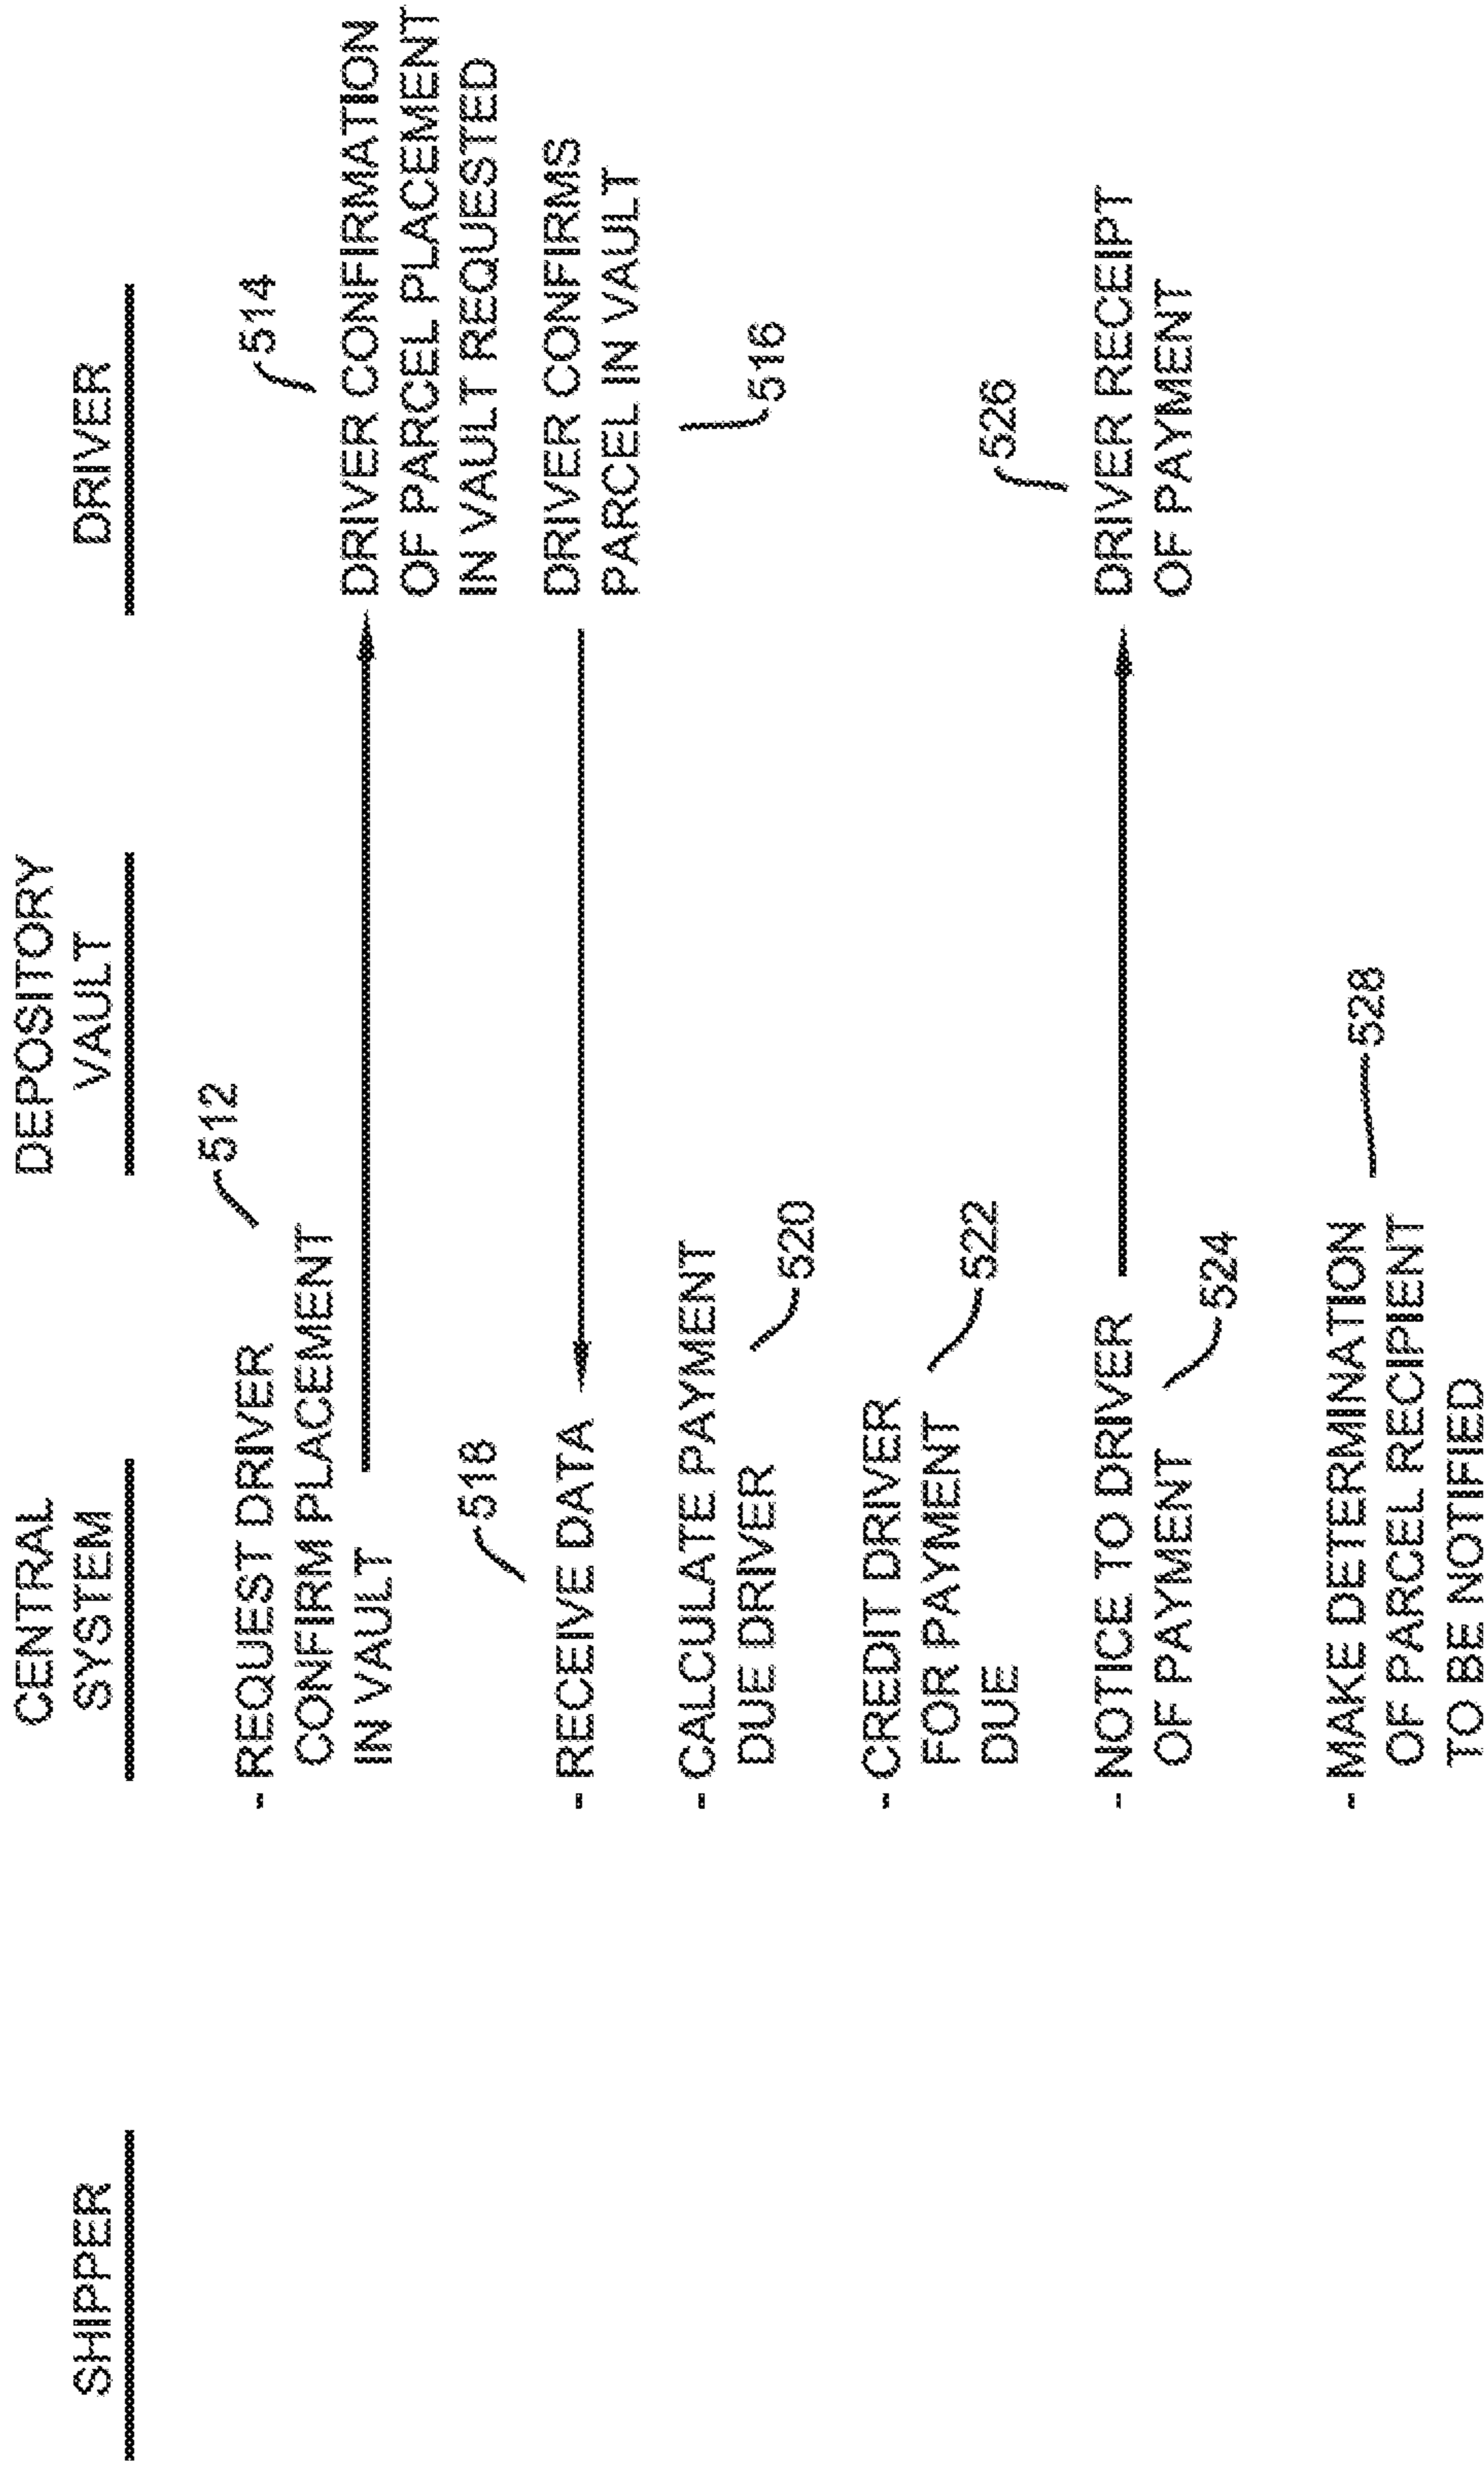 SHIPPER
CENTRAL
SYSTEM
DEPOSITORY
VAULT
DRIVER
512
- REQUEST DRIVER
CONFIRM PLACEMENT
IN VAULT
514
DRIVER CONFIRMATION
OF PARCEL PLACEMENT
IN VAULT REQUESTED
518
- RECEIVE DATA
DRIVER CONFIRMS
PARCEL IN VAULT
516
- CALCULATE PAYMENT
DUE DRIVER
520
- CREDIT DRIVER
FOR PAYMENT
DUE
522
526
- NOTICE TO DRIVER
OF PAYMENT
524
DRIVER RECEIPT
OF PAYMENT
- MAKE DETERMINATION
OF PARCEL RECIPIENT
TO BE NOTIFIED
528